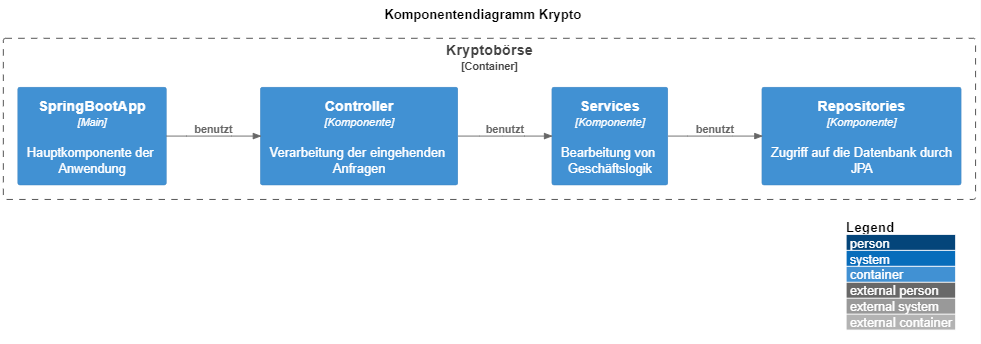 Komponentendiagramm Krypto
Kryptobörse
[Container]
SpringBootApp
[Main]
Hauptkomponente der
Anwendung
benutzt
Controller
[Komponente]
Verarbeitung der eingehenden
Anfragen
benutzt
Services
[Komponente]
Bearbeitung von
Geschäftslogik
benutzt
Repositories
[Komponente]
Zugriff auf die Datenbank durch
JPA
Legend
person
system
container
external person
external system
external container